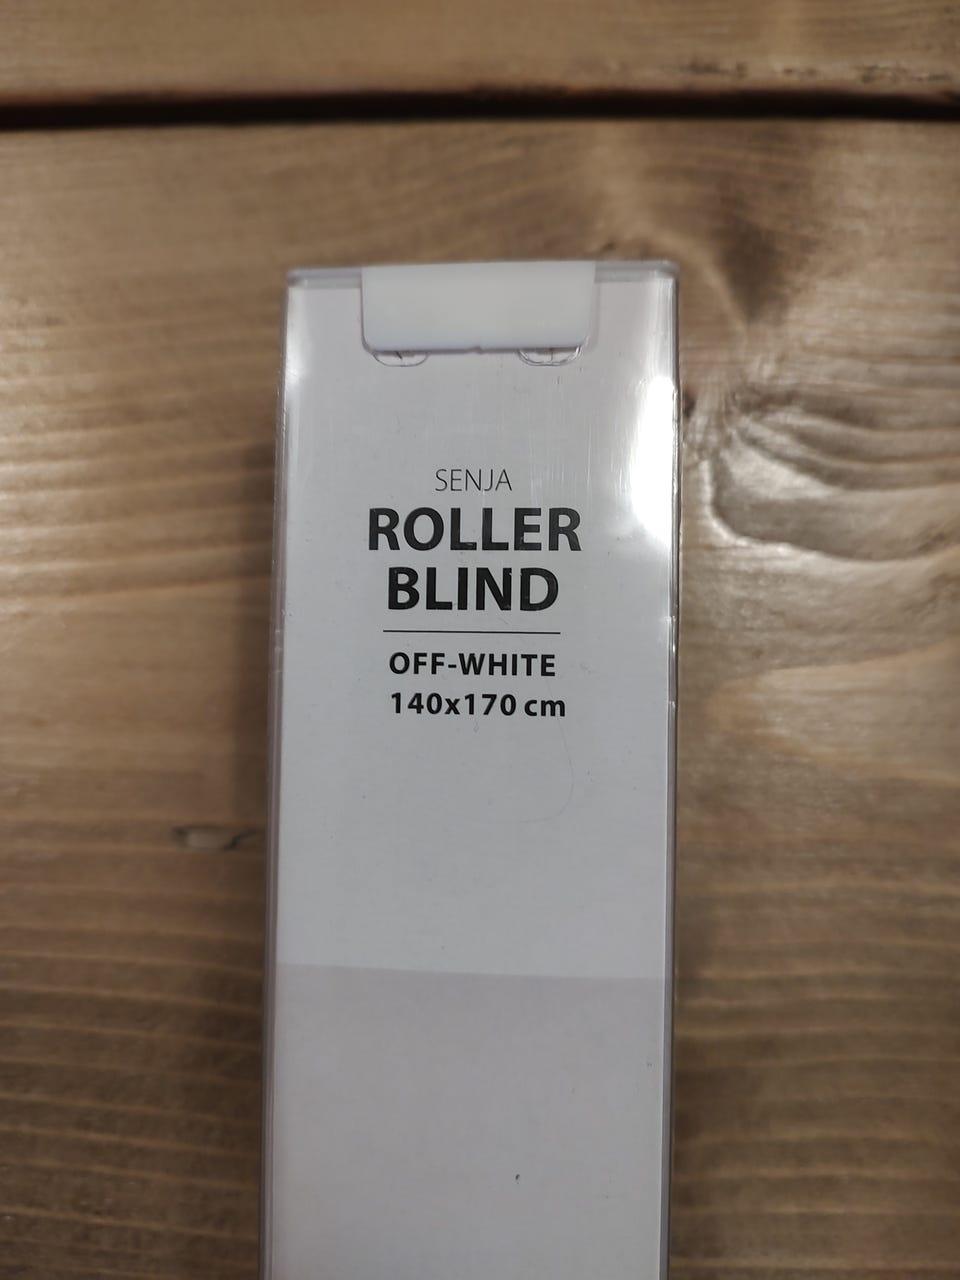 SENJA
ROLLER
BLIND
OFF-WHITE
140x170 cm